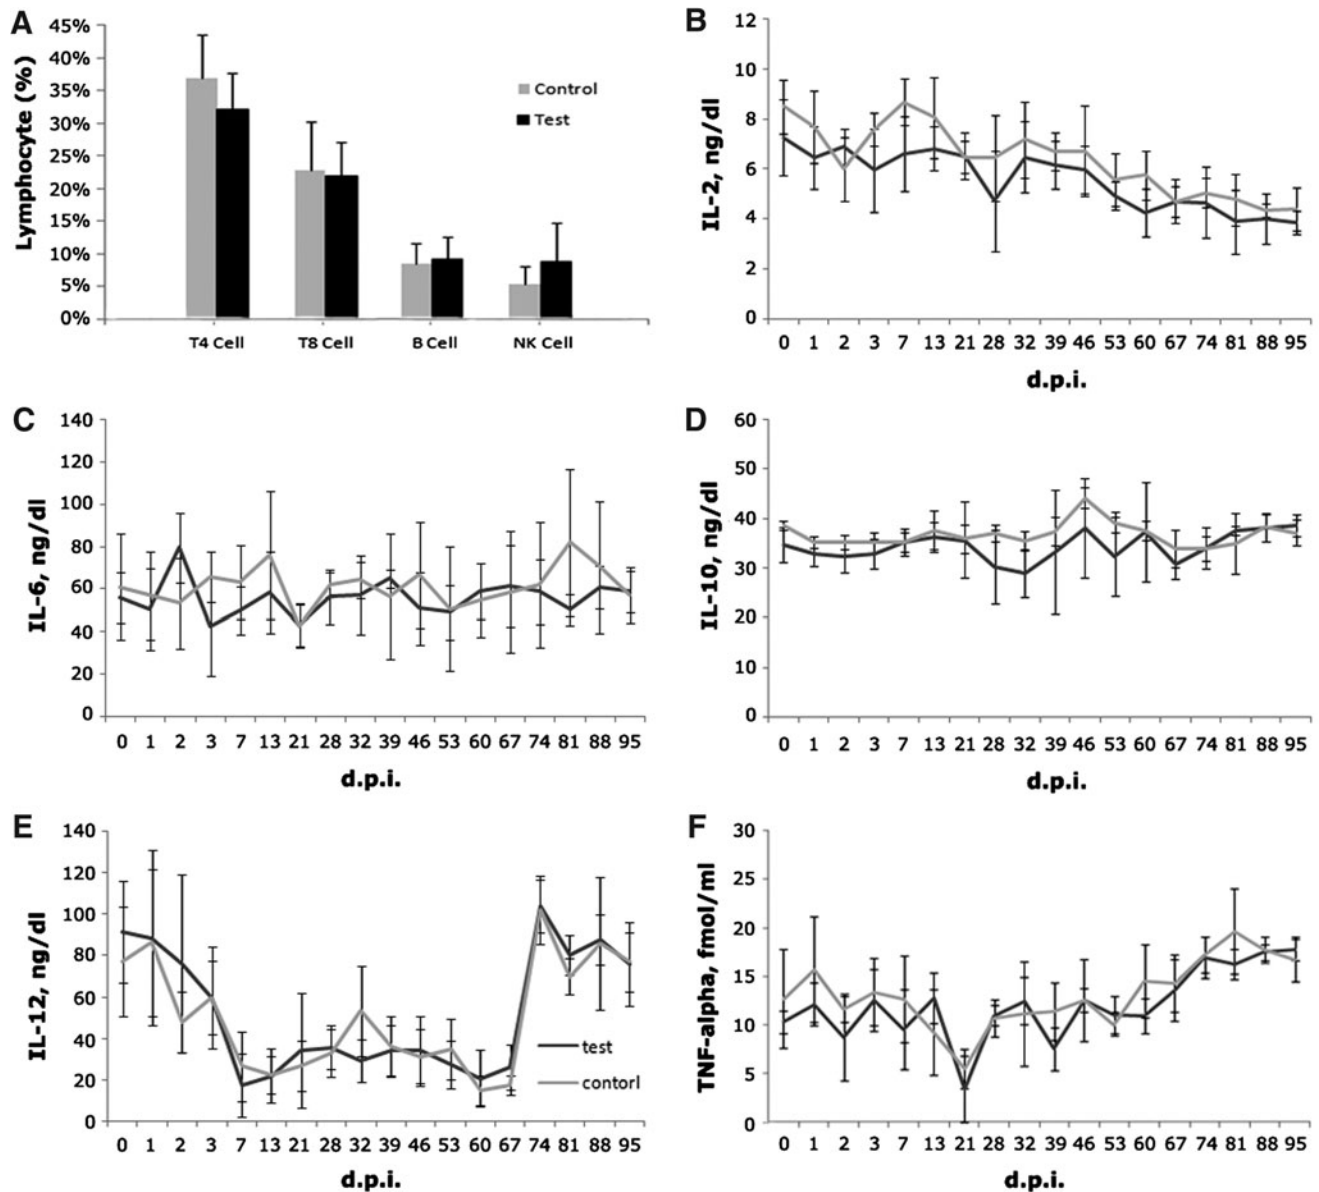 A
Lymphocyte (%)
45%
40%
35%
30%
25%
20%
15%
10%
5%
0%
Control
Test
T4 Cell T8 Cell B Cell NK Cell
B
IL-2, ng/dl
12
10
8
6
4
2
0
0 1 2 3 7 13 21 28 32 39 46 53 60 67 74 81 88 95
d.p.i.
C
IL-6, ng/dl
140
120
100
80
60
40
20
0
0 1 2 3 7 13 21 28 32 39 46 53 60 67 74 81 88 95
d.p.i.
D
IL-10, ng/dl
60
50
40
30
20
10
0
0 1 2 3 7 13 21 28 32 39 46 53 60 67 74 81 88 95
d.p.i.
E
IL-12, ng/dl
140
120
100
80
60
40
20
0
test
contorl
0 1 2 3 7 13 21 28 32 39 46 53 60 67 74 81 88 95
d.p.i.
F
TNF-alpha, fmol/ml
30
25
20
15
10
5
0
0 1 2 3 7 13 21 28 32 39 46 53 60 67 74 81 88 95
d.p.i.